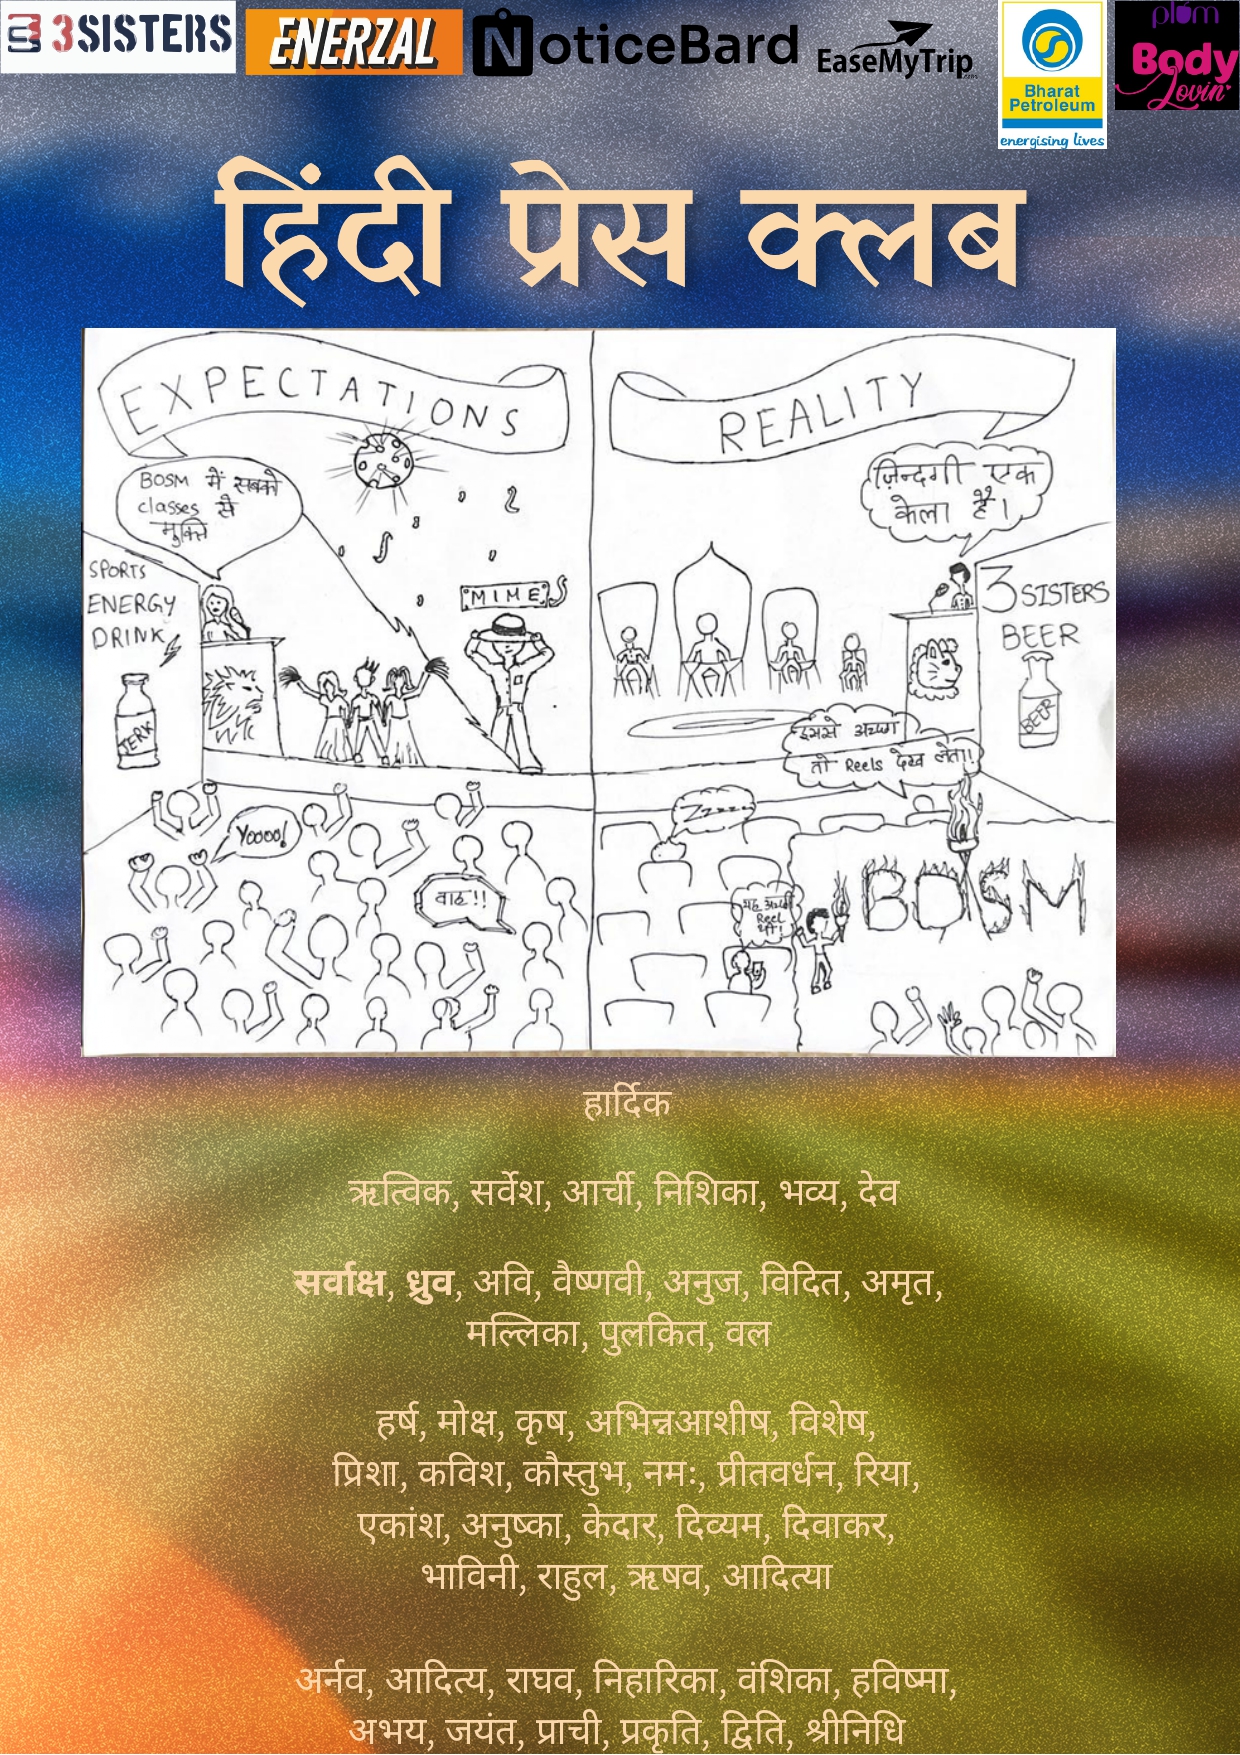 3SISTERS
ENERZAL
NoticeBard
EaseMyTrip.com
Bharat
Petroleum
energising lives
plum
Body
Lovin'
हिंदी प्रेस क्लब
EXPECTATIONS
BOSM में सबको
classes से
मुक्ति
SPORTS
ENERGY
DRINK
JERK
MIME
Yoooo!
वाह!!
REALITY
ज़िन्दगी एक
केला है।
3 SISTERS
BEER
BEER
इससे अच्छा
तो Reels देख लेता!
Zzzzz
यह अच्छी
Reel
थी!
BOSM
हार्दिक
ऋत्विक, सर्वेश, आर्ची, निशिका, भव्य, देव
सर्वाक्ष, ध्रुव, अवि, वैष्णवी, अनुज, विदित, अमृत,
मल्लिका, पुलकित, वल
हर्ष, मोक्ष, कृष, अभिन्नआशीष, विशेष,
प्रिशा, कविश, कौस्तुभ, नमः, प्रीतवर्धन, रिया,
एकांश, अनुष्का, केदार, दिव्यम, दिवाकर,
भाविनी, राहुल, ऋषव, आदित्या
अर्नव, आदित्य, राघव, निहारिका, वंशिका, हविष्मा,
अभय, जयंत, प्राची, प्रकृति, द्विति, श्रीनिधि